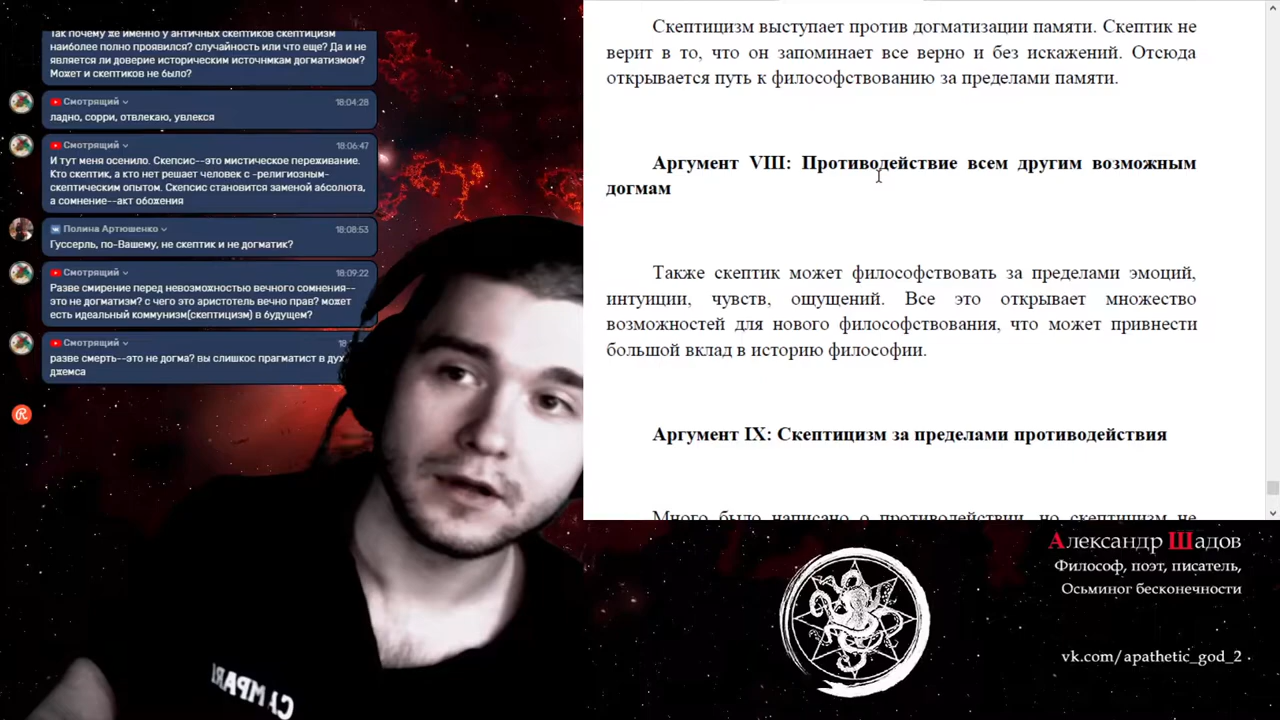 Так почему же именно у античных скептиков скептицизм
наиболее полно проявился? случайность или что еще? Да и не
является ли доверие историческим источнмкам догматизмом?
Может и скептиков не было?
Смотрящий
18:04:28
ладно, сорри, отвлекаю, увлекся
Смотрящий
18:06:47
И тут меня осенило. Скепсис--это мистическое переживание.
Кто скептик, а кто нет решает человек с -религиозным-
скептическим опытом. Скепсис становится заменой абсолюта,
а сомнение--акт обожения
Полина Артюшенко
18:08:53
Гуссерль, по-Вашему, не скептик и не догматик?
Смотрящий
18:09:22
Разве смирение перед невозможностью вечного сомнения--
это не догматизм? с чего это аристотель вечно прав? может
есть идеальный коммунизм(скептицизм) в будущем?
Смотрящий
разве смерть--это не догма? вы слишкос прагматист в дух
джемса
Скептицизм выступает против догматизации памяти. Скептик не
верит в то, что он запоминает все верно и без искажений. Отсюда
открывается путь к философствованию за пределами памяти.
Аргумент VIII: Противодействие всем другим возможным
догмам
Также скептик может философствовать за пределами эмоций,
интуиции, чувств, ощущений. Все это открывает множество
возможностей для нового философствования, что может привнести
большой вклад в историю философии.
Аргумент IX: Скептицизм за пределами противодействия
Много было написано о противодействии, но скептицизм не
Александр Шадов
Философ, поэт, писатель,
Осьминог бесконечности
vk.com/apathetic_god_2
CAMPARI